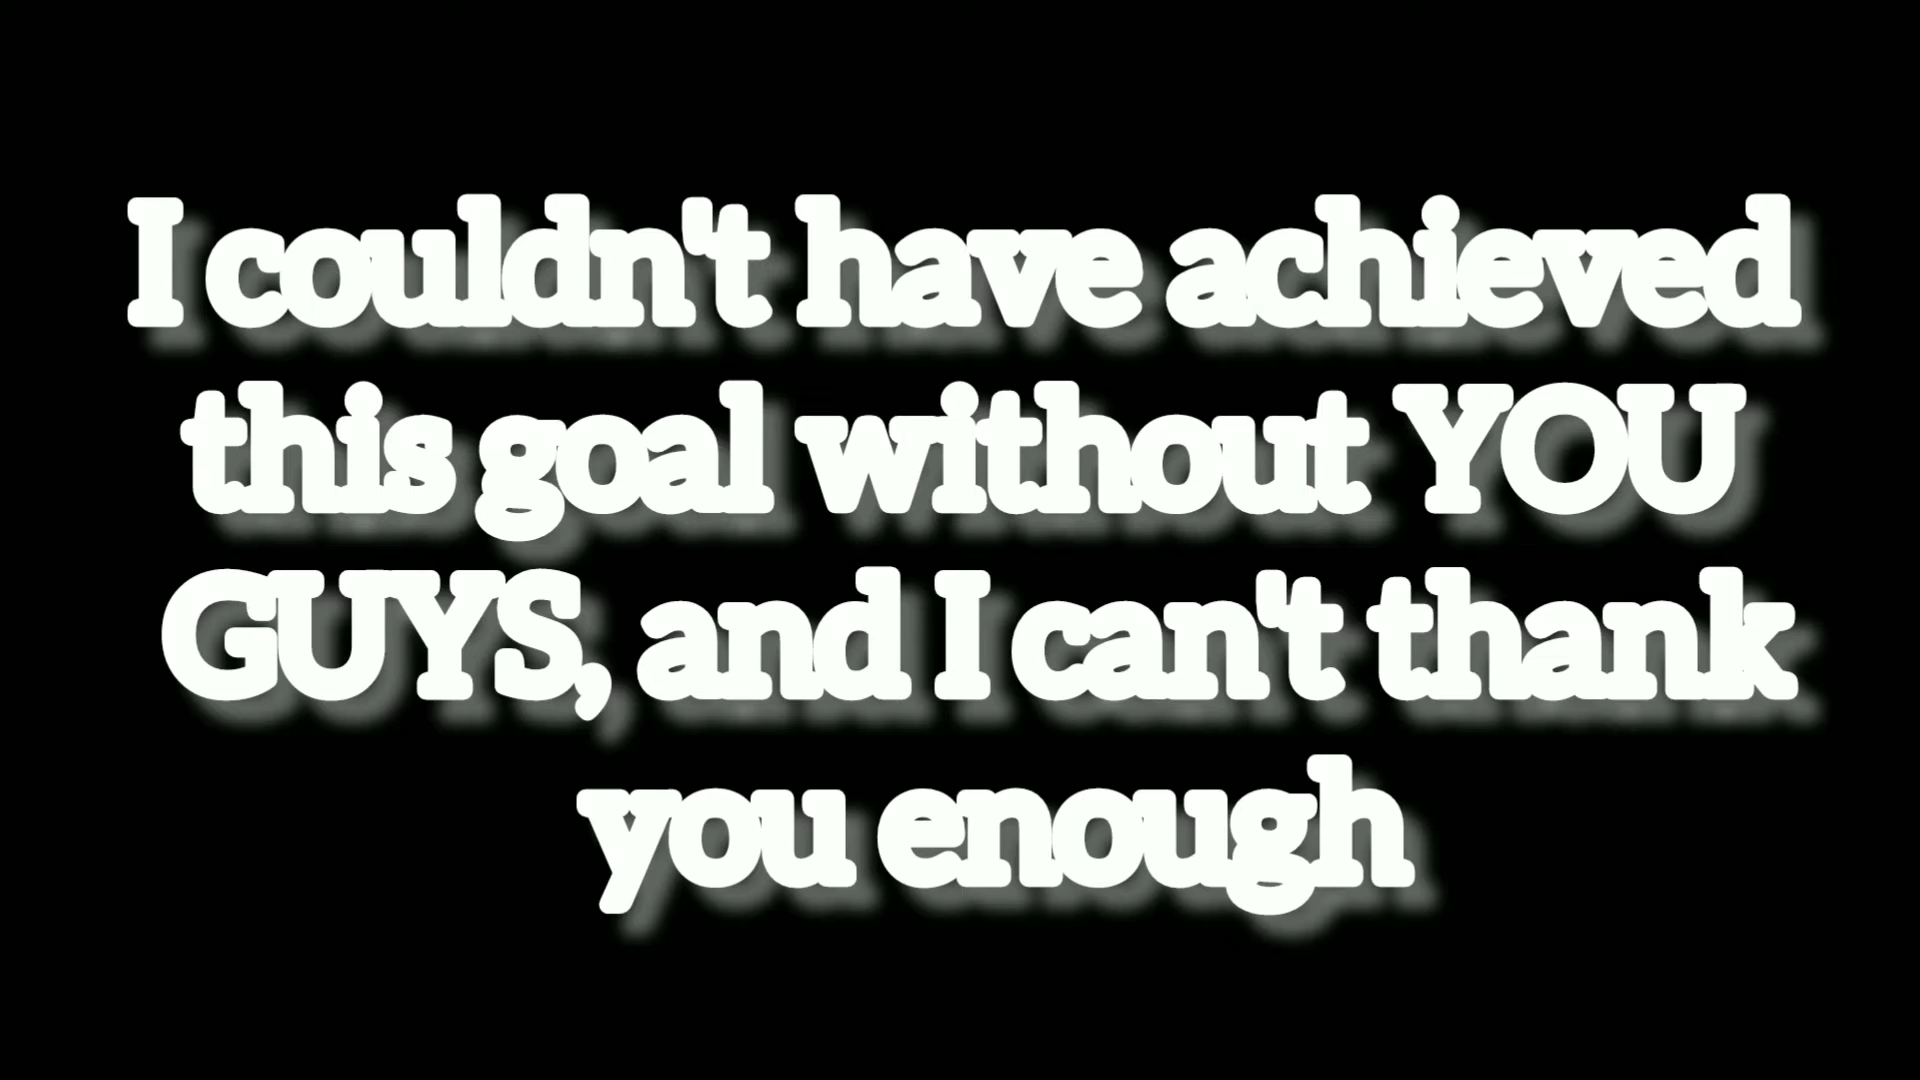 I couldn't have achieved
this goal without YOU
GUYS, and I can't thank
you enough